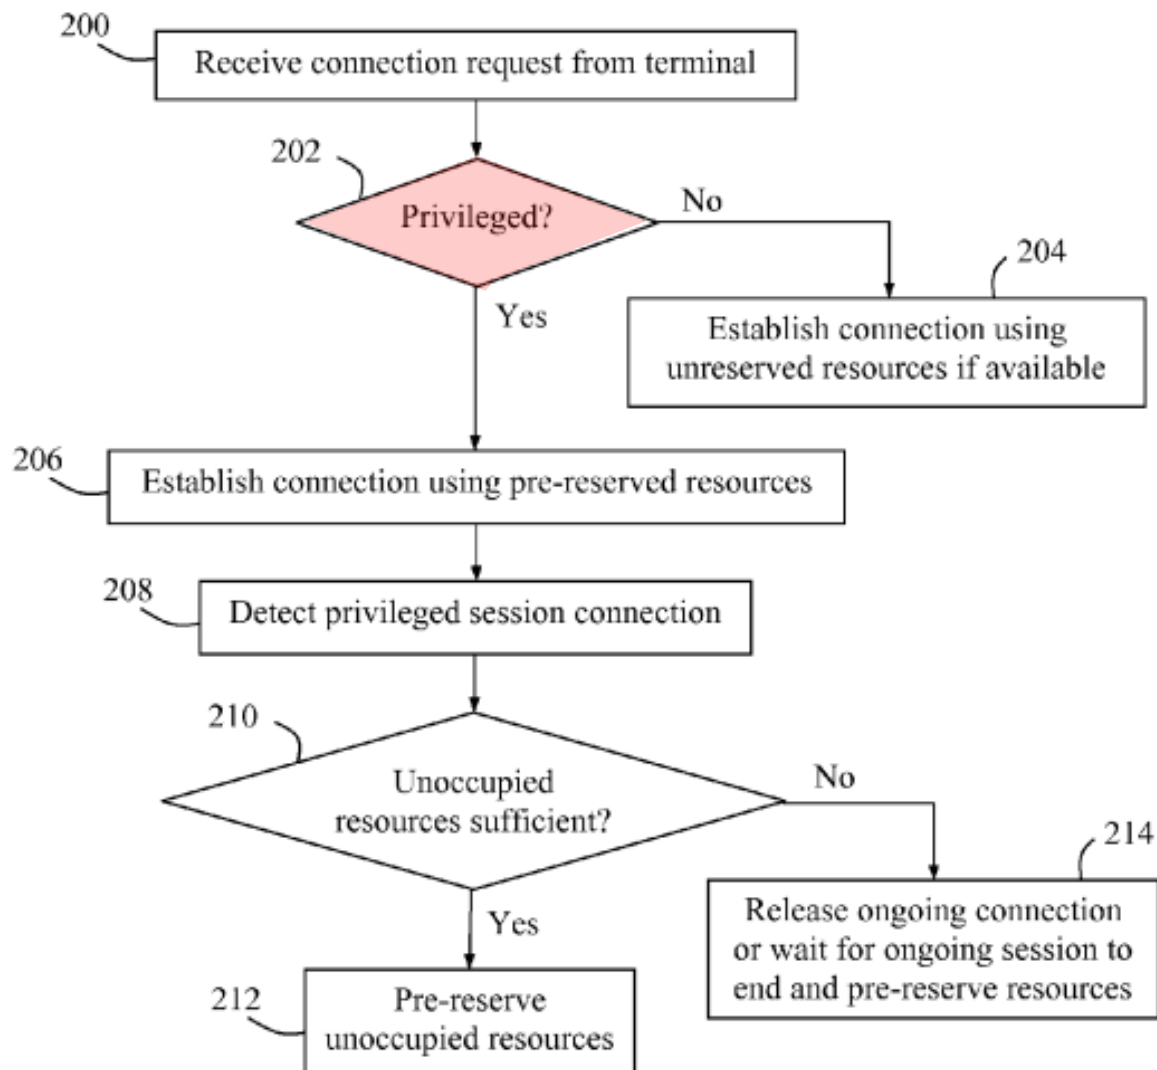 200
Receive connection request from terminal
202
Privileged?
No
204
Yes
Establish connection using
unreserved resources if available
206
Establish connection using pre-reserved resources
208
Detect privileged session connection
210
Unoccupied
resources sufficient?
No
214
Yes
Release ongoing connection
or wait for ongoing session to
end and pre-reserve resources
212
Pre-reserve
unoccupied resources